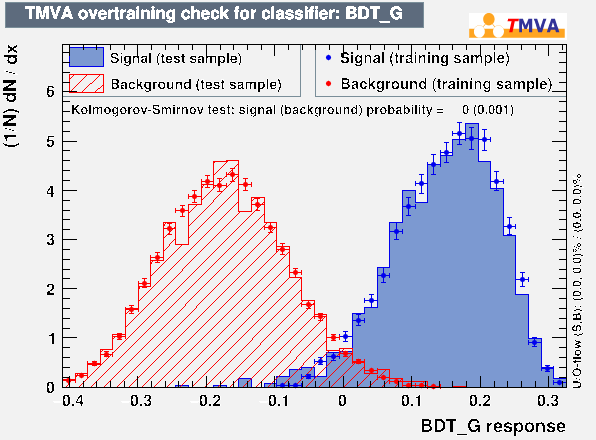 TMVA overtraining check for classifier: BDT_G
TMVA
Signal (test sample)
Signal (training sample)
Background (test sample)
Background (training sample)
Kolmogorov-Smirnov test: signal (background) probability = 0 (0.001)
(1/N) dN / dx
6
5
4
3
2
1
0
−0.4 −0.3 −0.2 −0.1 0 0.1 0.2 0.3
BDT_G response
U/O-flow (S,B): (0.0, 0.0)% / (0.0, 0.0)%